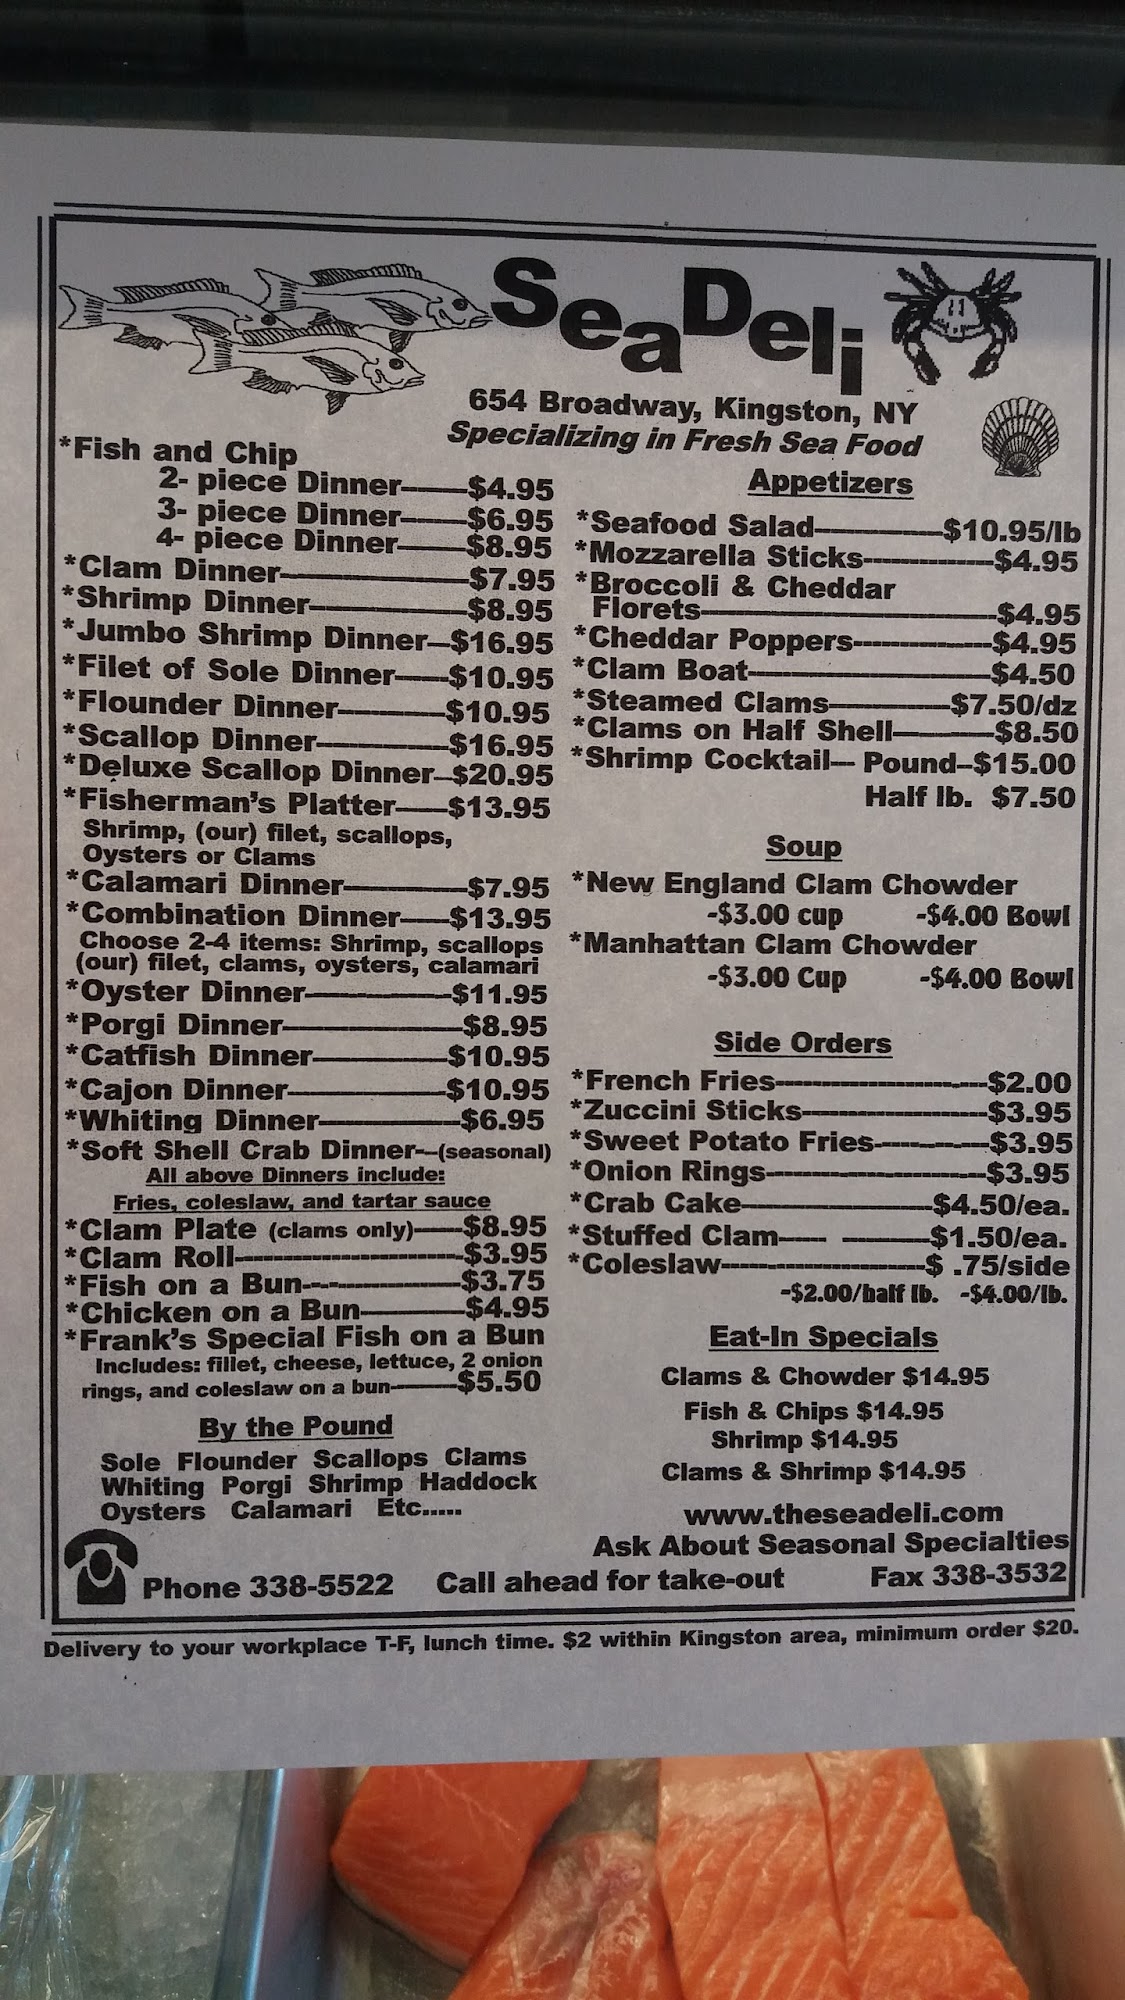 Sea Deli
654 Broadway, Kingston, NY
Specializing in Fresh Sea Food
*Fish and Chip
2- piece Dinner-----$4.95
3- piece Dinner-----$6.95
4- piece Dinner-----$8.95
*Clam Dinner-----$7.95
*Shrimp Dinner-----$8.95
*Jumbo Shrimp Dinner--$16.95
*Filet of Sole Dinner-----$10.95
*Flounder Dinner-----$10.95
*Scallop Dinner-----$16.95
*Deluxe Scallop Dinner--$20.95
*Fisherman's Platter-----$13.95
Shrimp, (our) filet, scallops,
Oysters or Clams
*Calamari Dinner-----$7.95
*Combination Dinner-----$13.95
Choose 2-4 items: Shrimp, scallops
(our) filet, clams, oysters, calamari
*Oyster Dinner-----$11.95
*Porgi Dinner-----$8.95
*Catfish Dinner-----$10.95
*Cajon Dinner-----$10.95
*Whiting Dinner-----$6.95
*Soft Shell Crab Dinner--(seasonal)
All above Dinners include:
Fries, coleslaw, and tartar sauce
*Clam Plate (clams only)-----$8.95
*Clam Roll-----$3.95
*Fish on a Bun-----$3.75
*Chicken on a Bun-----$4.95
*Frank's Special Fish on a Bun
Includes: fillet, cheese, lettuce, 2 onion
rings, and coleslaw on a bun-----$5.50
By the Pound
Sole Flounder Scallops Clams
Whiting Porgi Shrimp Haddock
Oysters Calamari Etc.....
Appetizers
*Seafood Salad-----$10.95/lb
*Mozzarella Sticks-----$4.95
*Broccoli & Cheddar
Florets-----$4.95
*Cheddar Poppers-----$4.95
*Clam Boat-----$4.50
*Steamed Clams-----$7.50/dz
*Clams on Half Shell-----$8.50
*Shrimp Cocktail-- Pound--$15.00
Half lb. $7.50
Soup
*New England Clam Chowder
-$3.00 cup -$4.00 Bowl
*Manhattan Clam Chowder
-$3.00 Cup -$4.00 Bowl
Side Orders
*French Fries-----$2.00
*Zuccini Sticks-----$3.95
*Sweet Potato Fries-----$3.95
*Onion Rings-----$3.95
*Crab Cake-----$4.50/ea.
*Stuffed Clam-----$1.50/ea.
*Coleslaw-----$ .75/side
-$2.00/half lb. -$4.00/lb.
Eat-In Specials
Clams & Chowder $14.95
Fish & Chips $14.95
Shrimp $14.95
Clams & Shrimp $14.95
www.theseadeli.com
Ask About Seasonal Specialties
Phone 338-5522 Call ahead for take-out Fax 338-3532
Delivery to your workplace T-F, lunch time. $2 within Kingston area, minimum order $20.